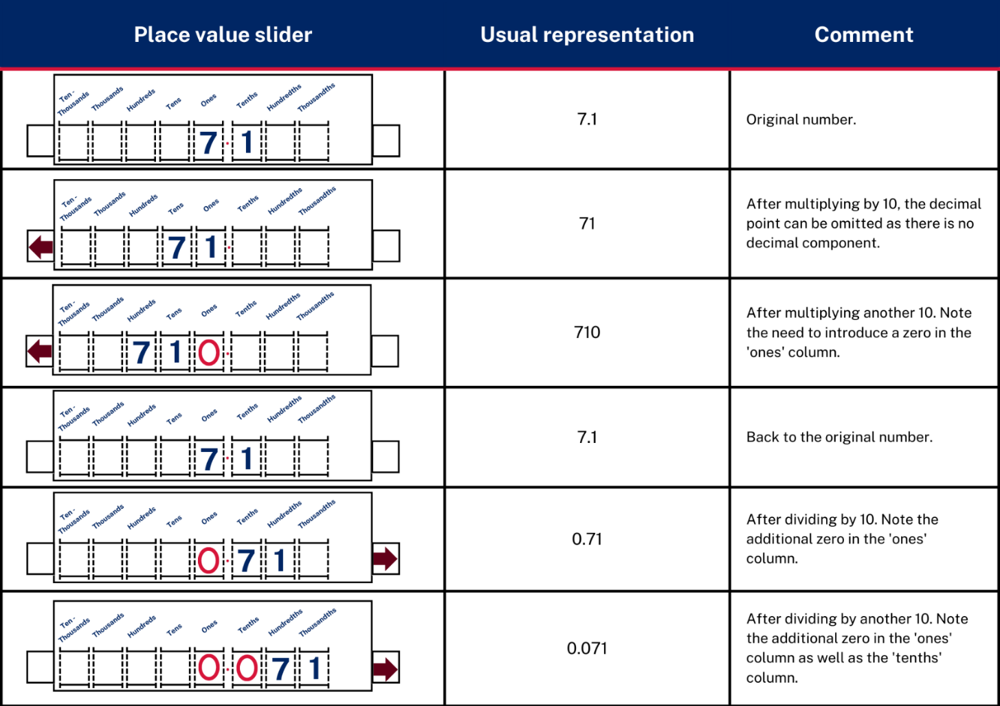 Place value slider
Usual representation
Comment
Ten -
Thousands
Thousands
Hundreds
Tens
Ones
Tenths
Hundredths
Thousandths
7 . 1
7.1
Original number.
Ten -
Thousands
Thousands
Hundreds
Tens
Ones
Tenths
Hundredths
Thousandths
7 1 .
71
After multiplying by 10, the decimal
point can be omitted as there is no
decimal component.
Ten -
Thousands
Thousands
Hundreds
Tens
Ones
Tenths
Hundredths
Thousandths
7 1 0 .
710
After multiplying another 10. Note
the need to introduce a zero in the
'ones' column.
Ten -
Thousands
Thousands
Hundreds
Tens
Ones
Tenths
Hundredths
Thousandths
7 . 1
7.1
Back to the original number.
Ten -
Thousands
Thousands
Hundreds
Tens
Ones
Tenths
Hundredths
Thousandths
0 . 7 1
0.71
After dividing by 10. Note the
additional zero in the 'ones'
column.
Ten -
Thousands
Thousands
Hundreds
Tens
Ones
Tenths
Hundredths
Thousandths
0 . 0 7 1
0.071
After dividing by another 10. Note
the additional zero in the 'ones'
column as well as the 'tenths'
column.